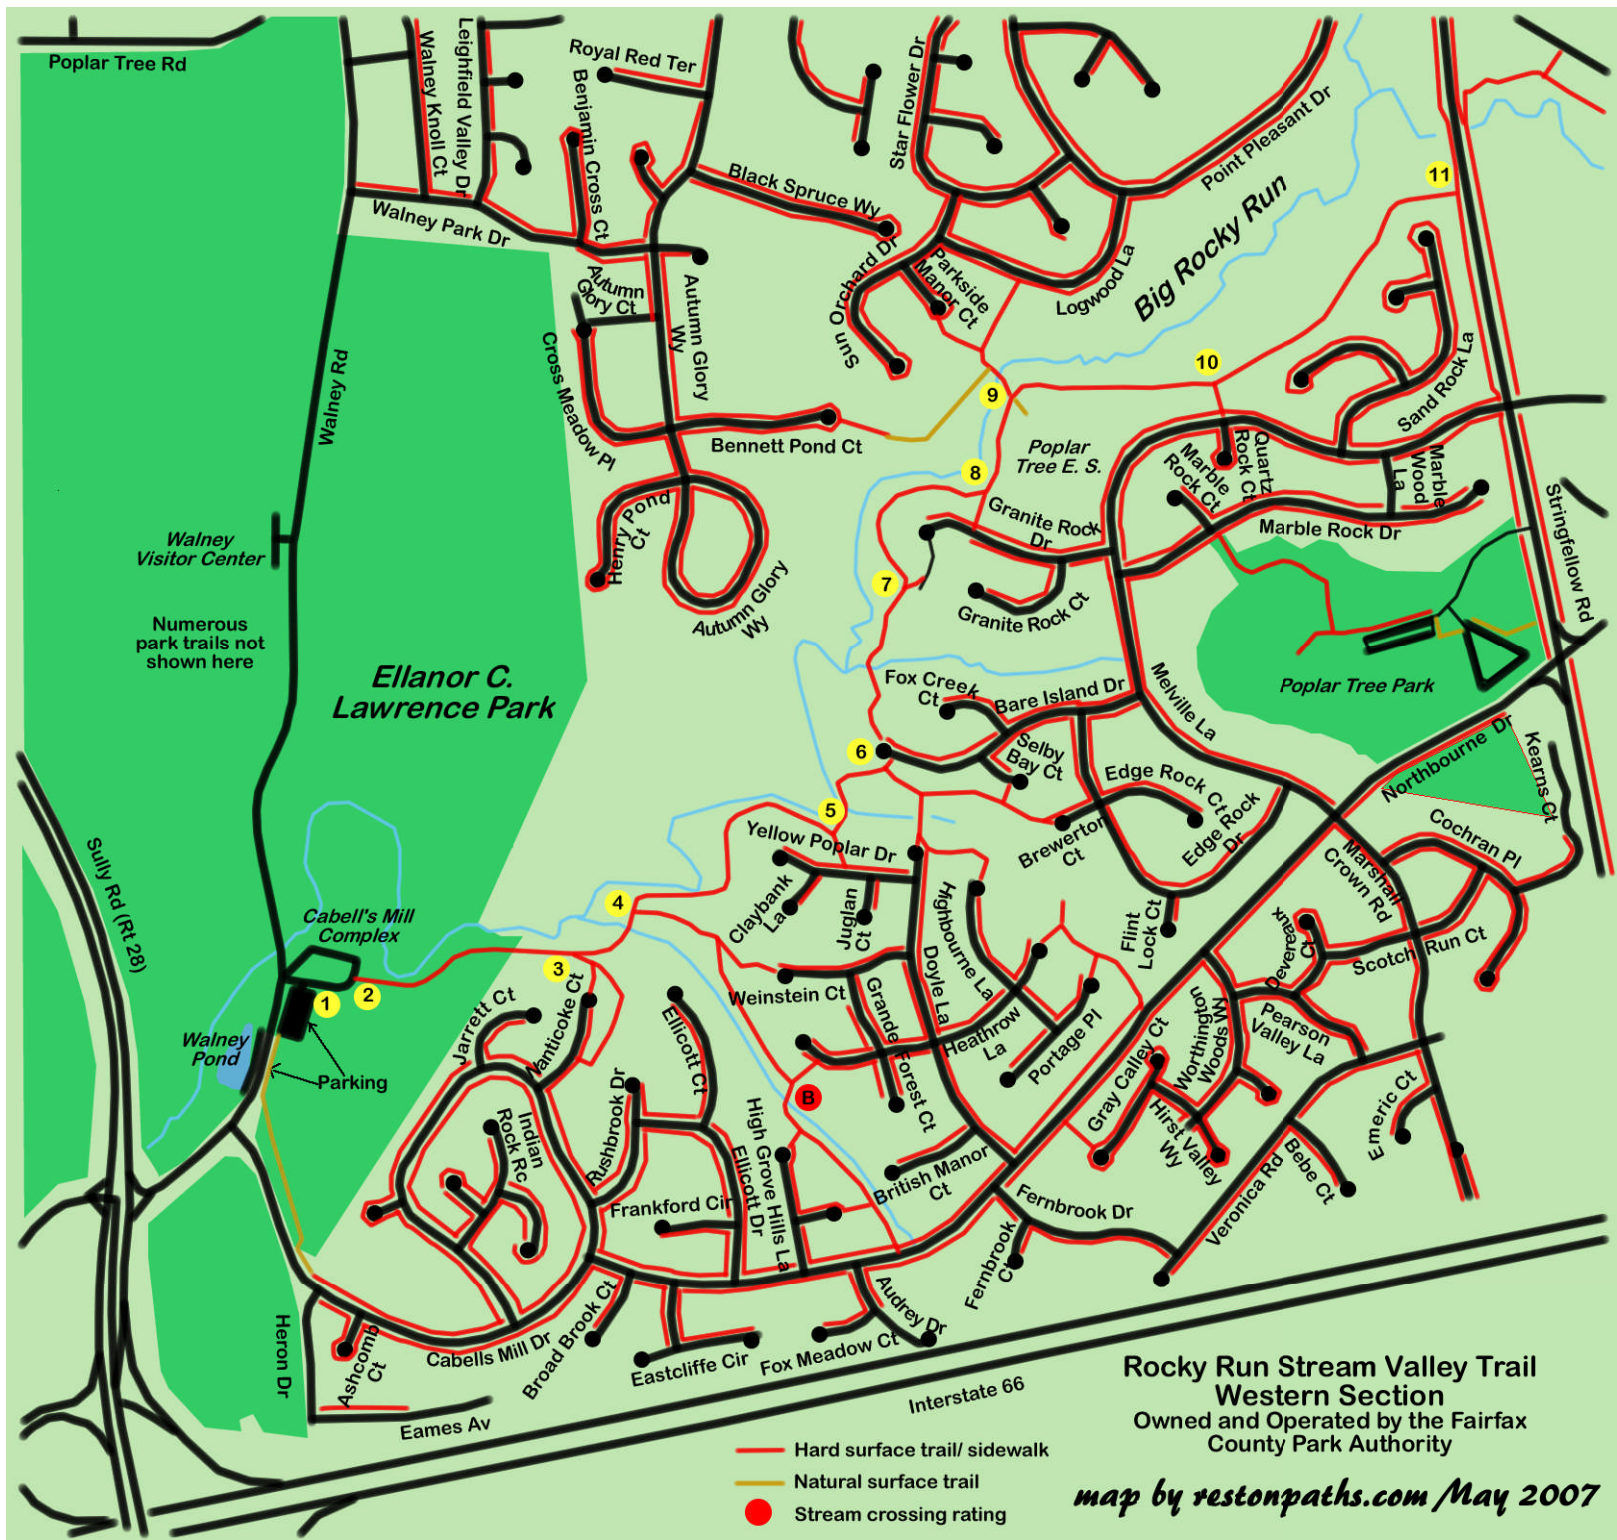 Poplar Tree Rd
Walney Knoll Ct
Leighfield Valley Dr
Royal Red Ter
Benjamin Cross Ct
Star Flower Dr
Point Pleasant Dr
Black Spruce Wy
Walney Park Dr
11
Big Rocky Run
Autumn
Glory Ct
Autumn Glory
Wy
Sun Orchard Dr
Parkside
Manor Ct
Logwood La
Walney Rd
Cross Meadow Pl
10
9
Sand Rock La
Bennett Pond Ct
Poplar
Tree E. S.
8
Marble
Rock Ct
Quartz
Rock Ct
Marble
Wood
La
Marble Rock Dr
Stringfellow Rd
Henry Pond
Ct
Granite Rock
Dr
Walney
Visitor Center
7
Granite Rock Ct
Autumn Glory
Wy
Numerous
park trails not
shown here
Ellanor C.
Lawrence Park
Fox Creek
Ct
Bare Island Dr
Melville La
Poplar Tree Park
6
Selby
Bay Ct
Edge Rock Ct
Edge Rock
Dr
Northbourne Dr
Kearns Ct
5
Yellow Poplar Dr
Brewerton
Ct
Marshall
Crown Rd
Cochran Pl
Sully Rd (Rt 28)
4
Claybank
La
Juglan
Ct
Highbourne La
Flint
Lock Ct
Devereaux
Ct
Scotch Run Ct
Cabell's Mill
Complex
3
2
1
Weinstein Ct
Doyle La
Grande Forest Ct
Heathrow
La
Portage Pl
Worthington
Woods Wy
Pearson
Valley La
Jarrett Ct
Nanticoke Ct
Ellicott Ct
Walney
Pond
Parking
B
Gray Calley Ct
Hirst Valley
Wy
Emeric Ct
Indian
Rock Rc
Rushbrook Dr
High Grove Hills La
Ellicott Dr
Frankford Cir
British Manor
Ct
Fernbrook Dr
Fernbrook
Ct
Veronica Rd
Bebe Ct
Heron Dr
Ashcomb
Ct
Cabells Mill Dr
Broad Brook Ct
Eastcliffe Cir
Fox Meadow Ct
Audrey Dr
Eames Av
Interstate 66
Rocky Run Stream Valley Trail
Western Section
Owned and Operated by the Fairfax
County Park Authority
Hard surface trail/ sidewalk
Natural surface trail
Stream crossing rating
map by restonpaths.com May 2007